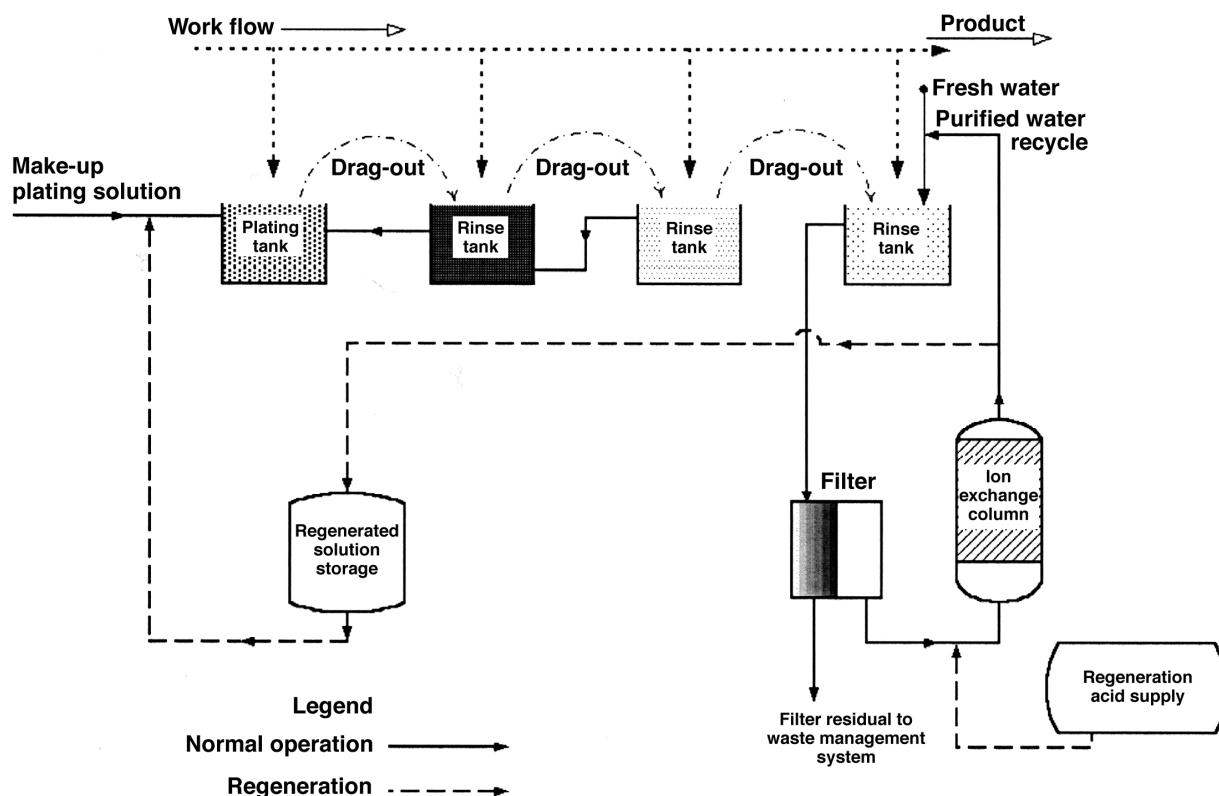 Work flow
Product
Fresh water
Purified water
recycle
Make-up
plating solution
Drag-out
Drag-out
Drag-out
Plating
tank
Rinse
tank
Rinse
tank
Rinse
tank
Filter
Ion
exchange
column
Regenerated
solution
storage
Regeneration
acid supply
Filter residual to
waste management
system
Legend
Normal operation
Regeneration